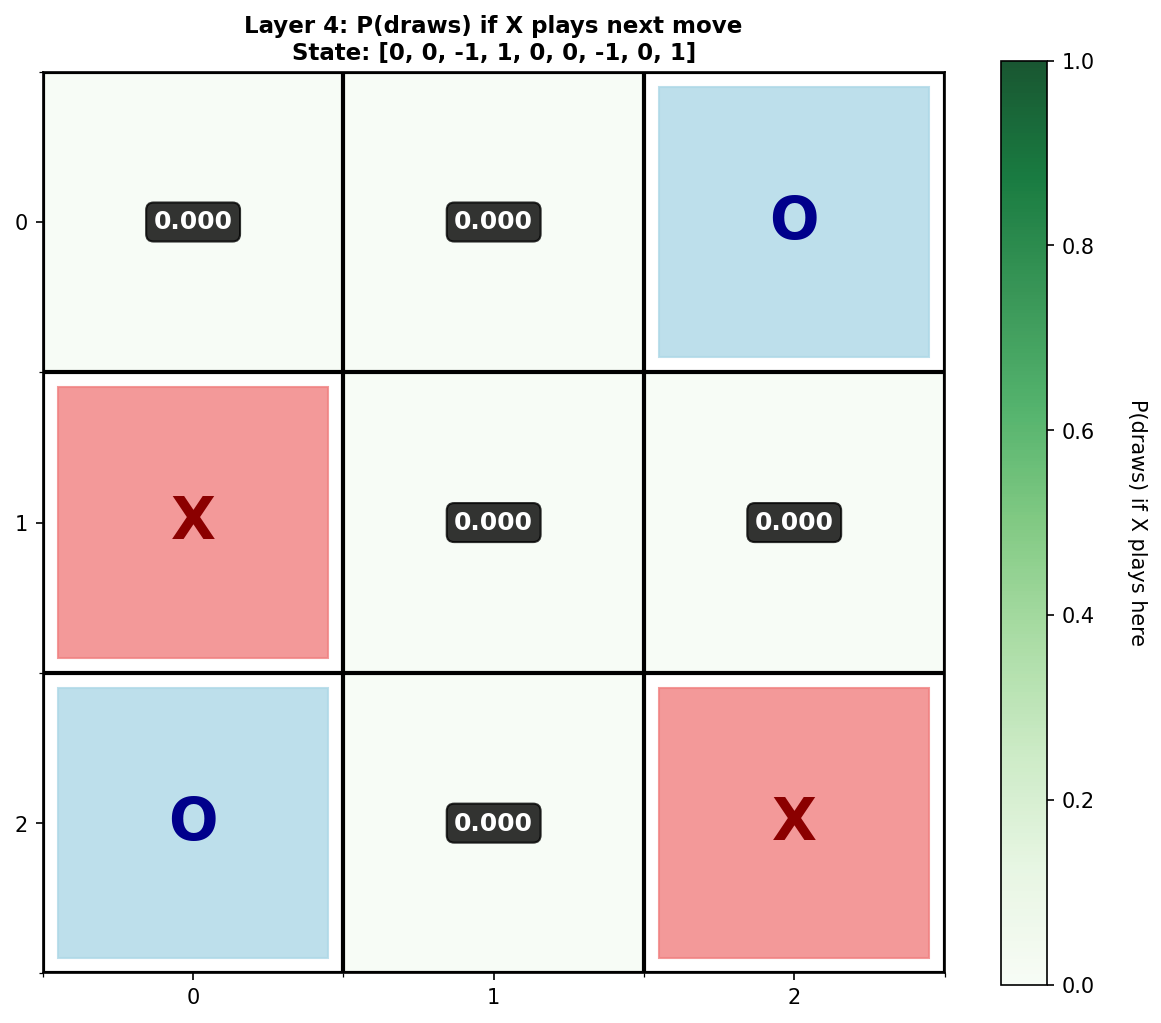 Layer 4: P(draws) if X plays next move
State: [0, 0, -1, 1, 0, 0, -1, 0, 1]
0
0.000
0.000
O
1
X
0.000
0.000
2
O
0.000
X
0
1
2
1.0
0.8
0.6
0.4
0.2
0.0
P(draws) if X plays here